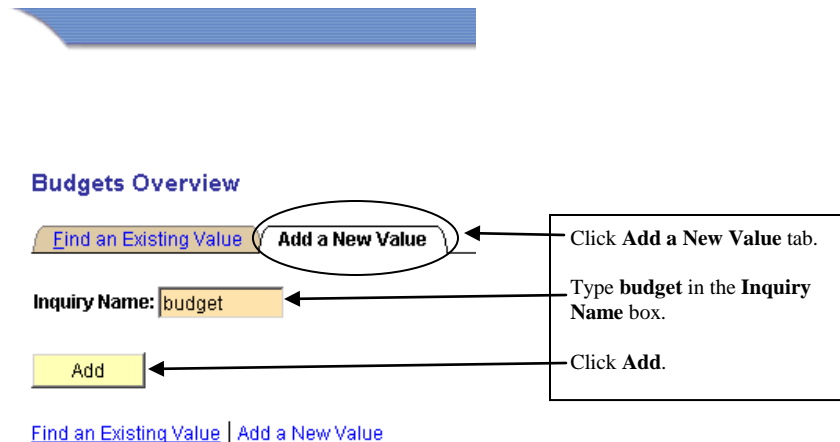 Budgets Overview
Find an Existing Value
Add a New Value
Click Add a New Value tab.
Inquiry Name: budget
Type budget in the Inquiry
Name box.
Add
Click Add.
Find an Existing Value | Add a New Value